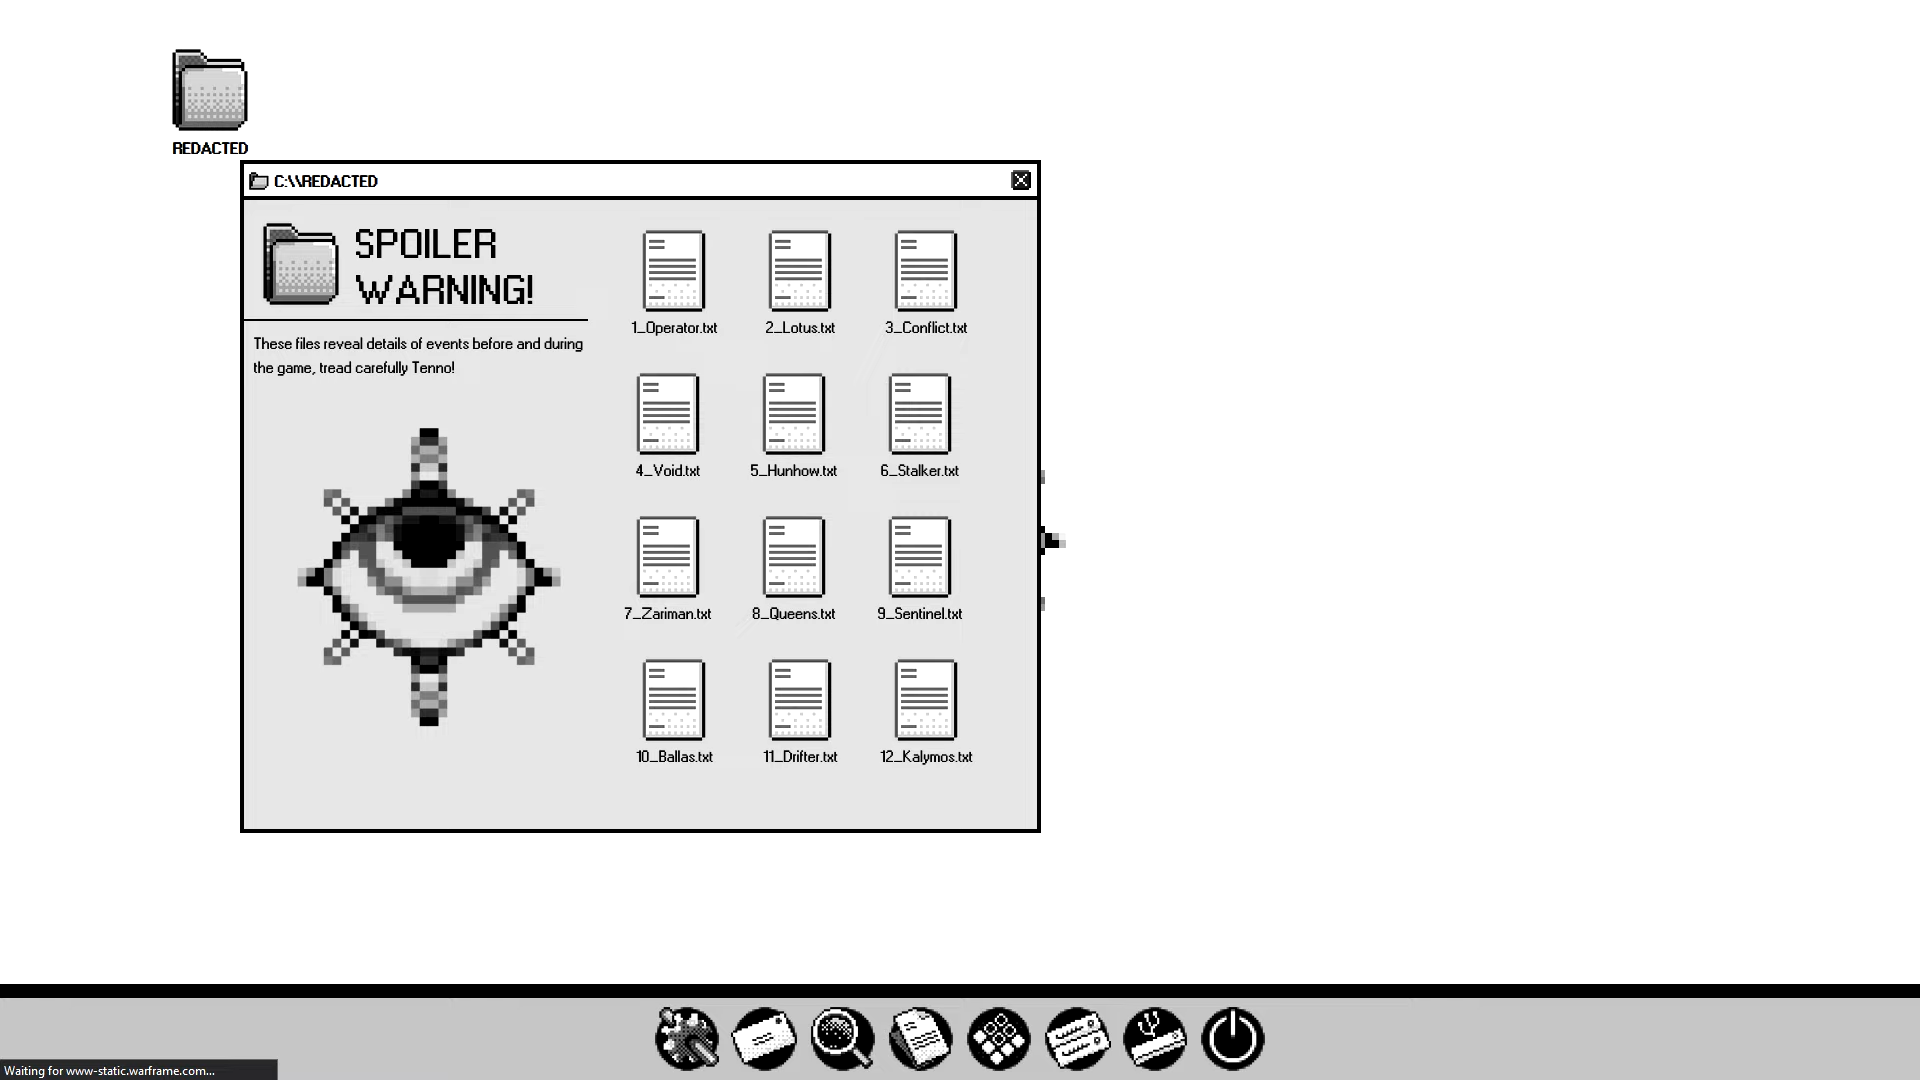 REDACTED
C:\\REDACTED
SPOILER
WARNING!
These files reveal details of events before and during
the game, tread carefully Tenno!
1_Operator.txt
2_Lotus.txt
3_Conflict.txt
4_Void.txt
5_Hunhow.txt
6_Stalker.txt
7_Zariman.txt
8_Queens.txt
9_Sentinel.txt
10_Ballas.txt
11_Drifter.txt
12_Kalymos.txt
Waiting for www-static.warframe.com...